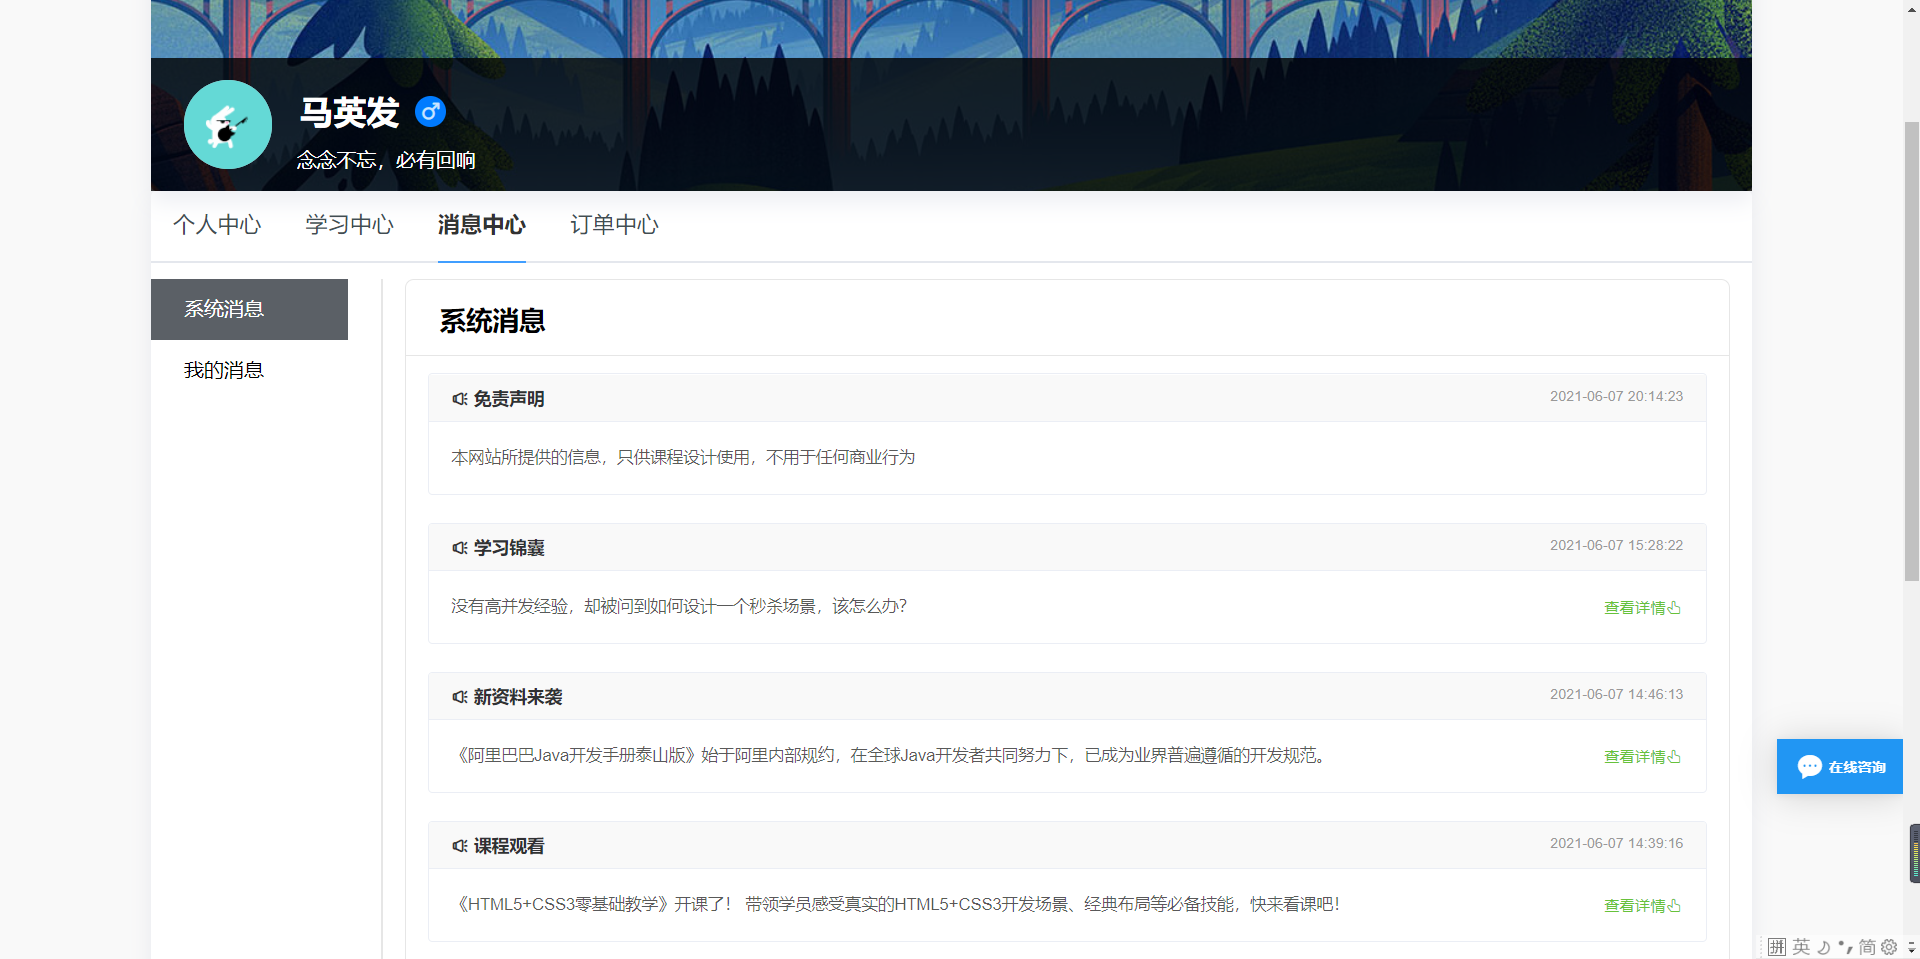 马英发
念念不忘，必有回响
个人中心 学习中心 消息中心 订单中心
系统消息
我的消息
系统消息
免责声明 2021-06-07 20:14:23
本网站所提供的信息，只供课程设计使用，不用于任何商业行为
学习锦囊 2021-06-07 15:28:22
没有高并发经验，却被问到如何设计一个秒杀场景，该怎么办？
查看详情
新资料来袭 2021-06-07 14:46:13
《阿里巴巴Java开发手册泰山版》始于阿里内部规约，在全球Java开发者共同努力下，已成为业界普遍遵循的开发规范。
查看详情
在线咨询
课程观看 2021-06-07 14:39:16
《HTML5+CSS3零基础教学》开课了！ 带领学员感受真实的HTML5+CSS3开发场景、经典布局等必备技能，快来看课吧！
查看详情
拼 英 简